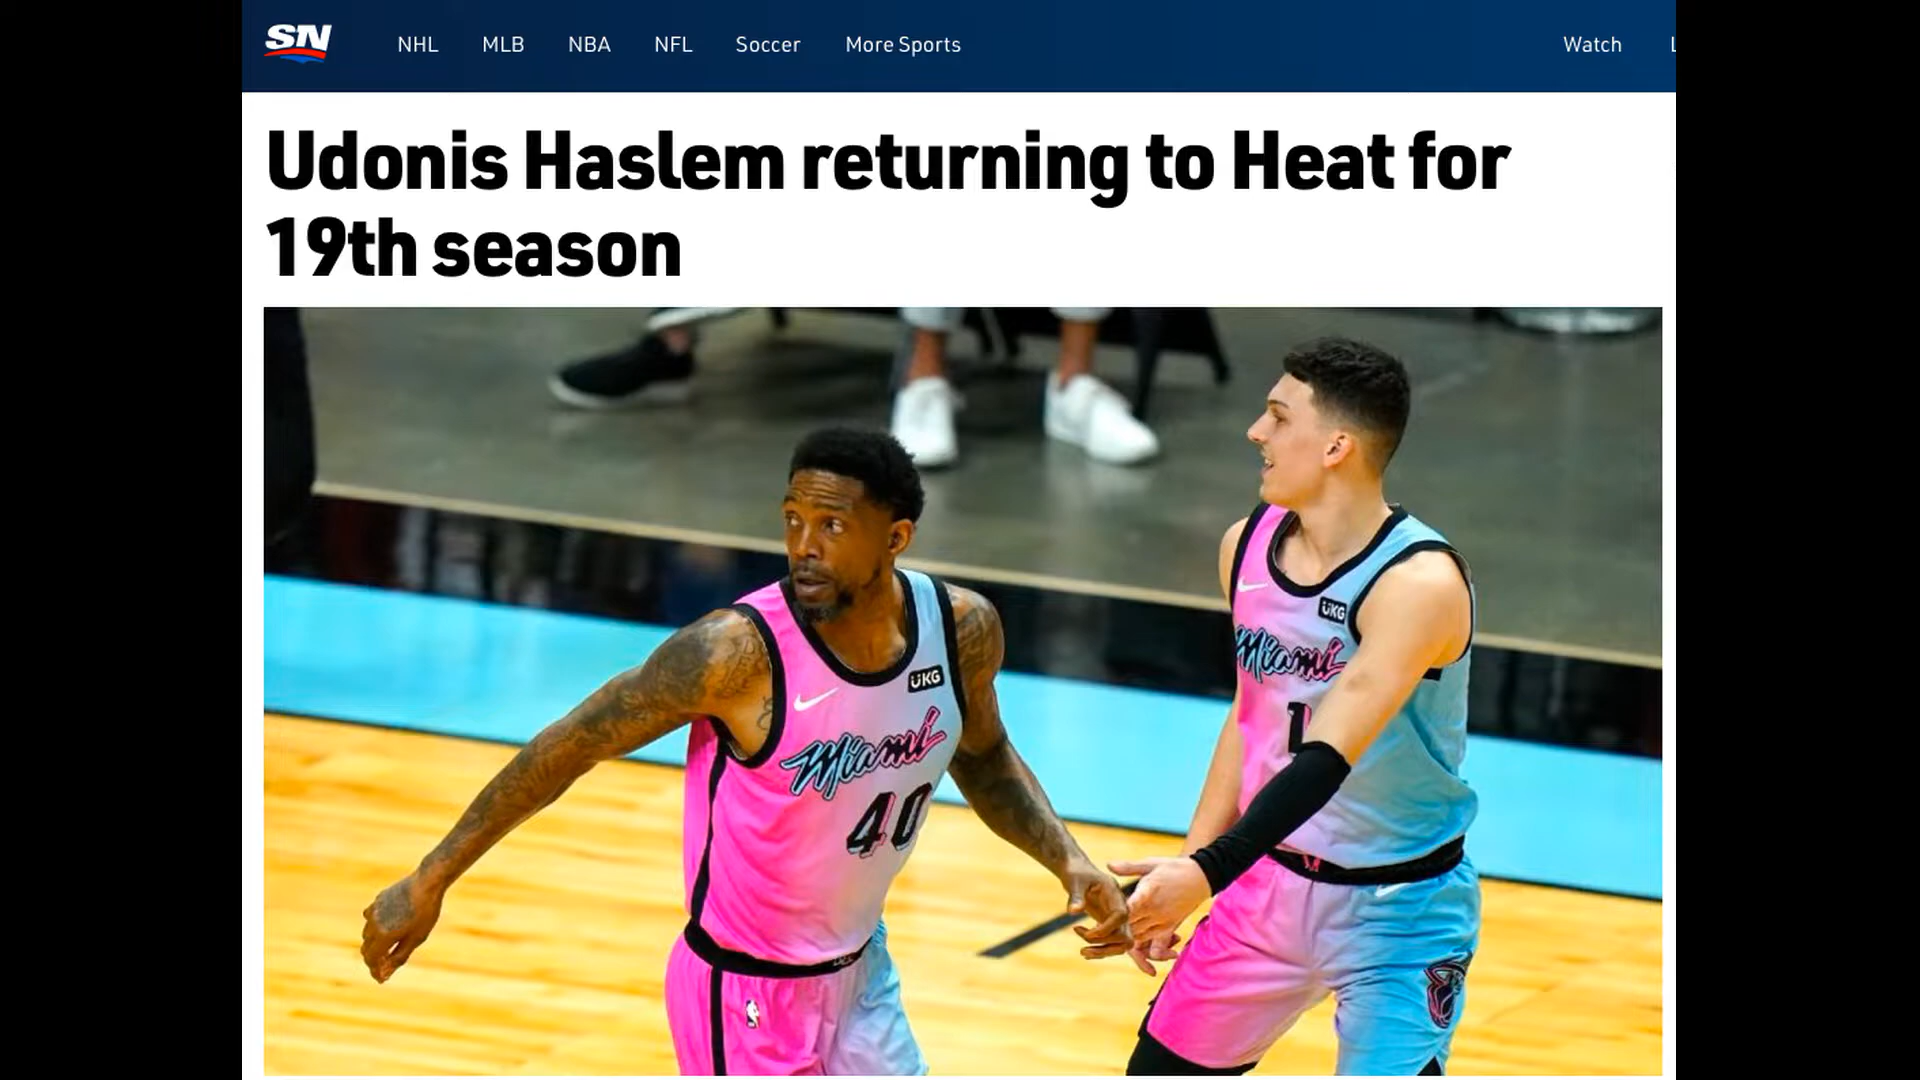 SN
NHL MLB NBA NFL Soccer More Sports Watch
Udonis Haslem returning to Heat for
19th season
UKG
Miami
40
UKG
Miami
1